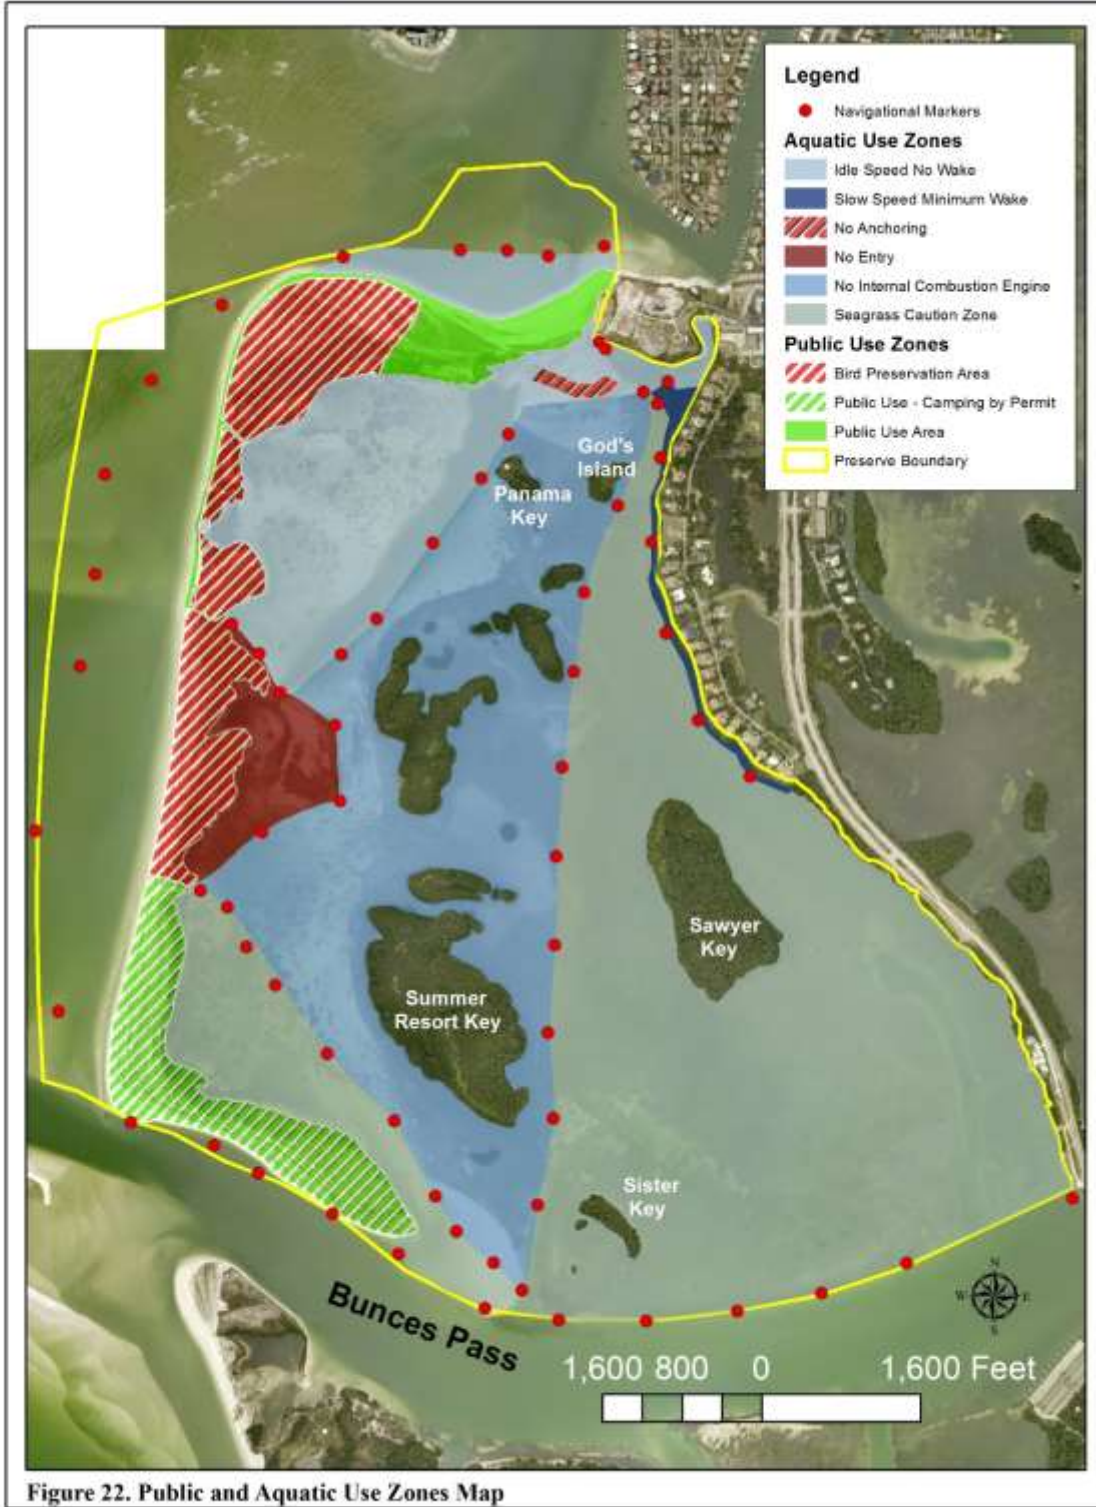 Legend
Navigational Markers
Aquatic Use Zones
Idle Speed No Wake
Slow Speed Minimum Wake
No Anchoring
No Entry
No Internal Combustion Engine
Seagrass Caution Zone
Public Use Zones
Bird Preservation Area
Public Use - Camping by Permit
Public Use Area
Preserve Boundary
God's
Island
Panama
Key
Sawyer
Key
Summer
Resort Key
Sister
Key
N
W E
S
Bunces Pass
1,600 800 0 1,600 Feet
Figure 22. Public and Aquatic Use Zones Map